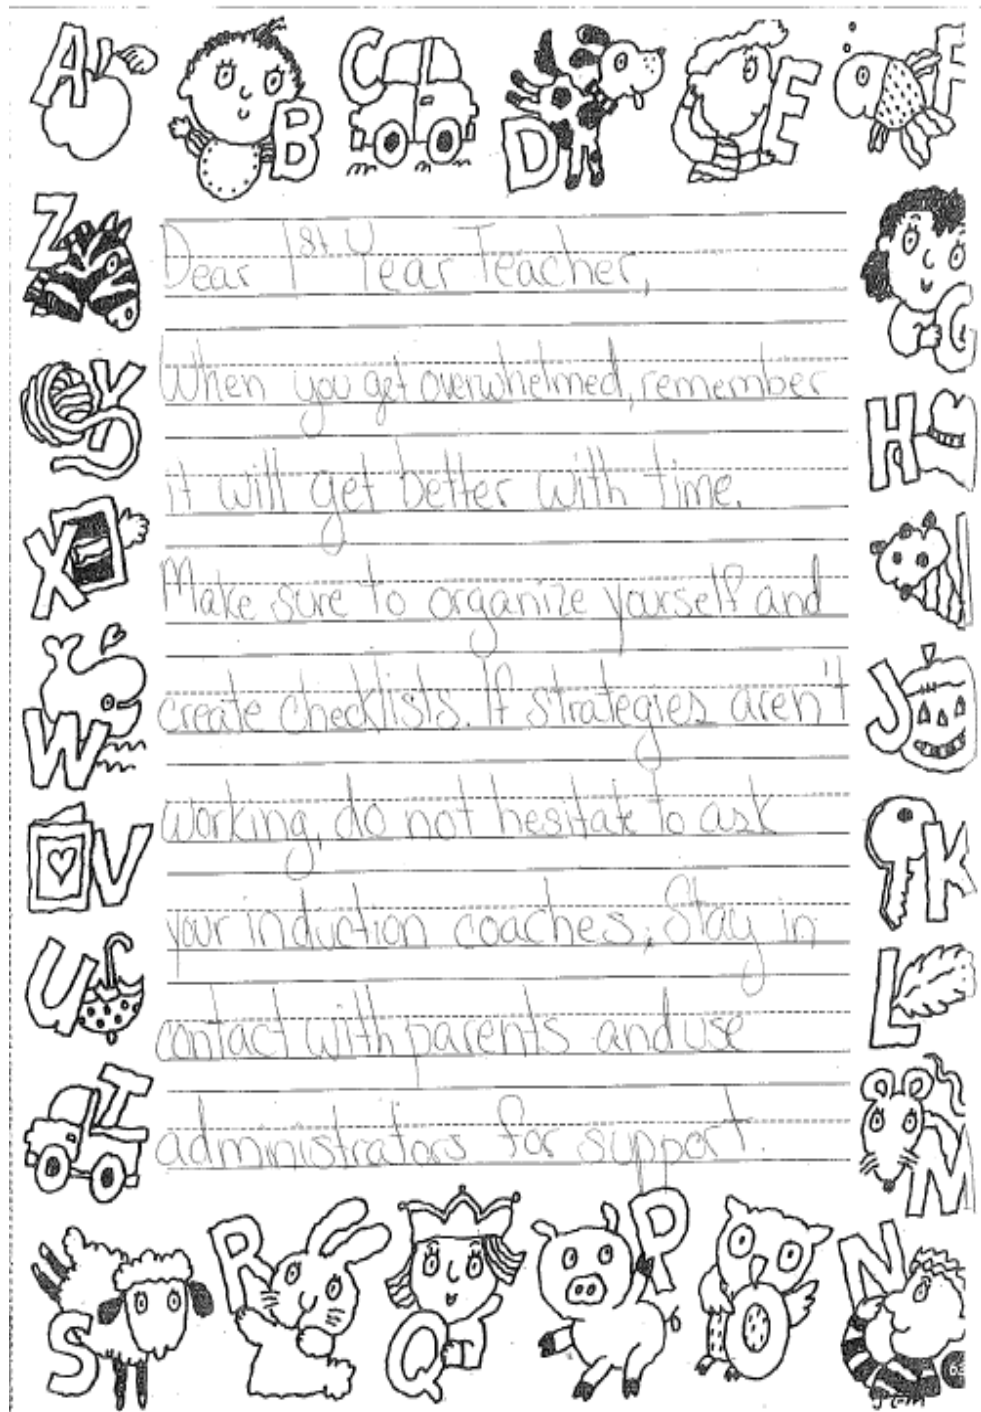 A
B
C
D
E
F
Z
Dear 1st Year Teacher,
G
When you get overwhelmed, remember
Y
H
it will get better with time.
X
Make sure to organize yourself and
I
create checklists. If strategies aren't
W
J
working, do not hesitate to ask
V
K
your induction coaches. Stay in
U
L
contact with parents and use
T
M
administrators for support.
S
R
Q
P
O
N